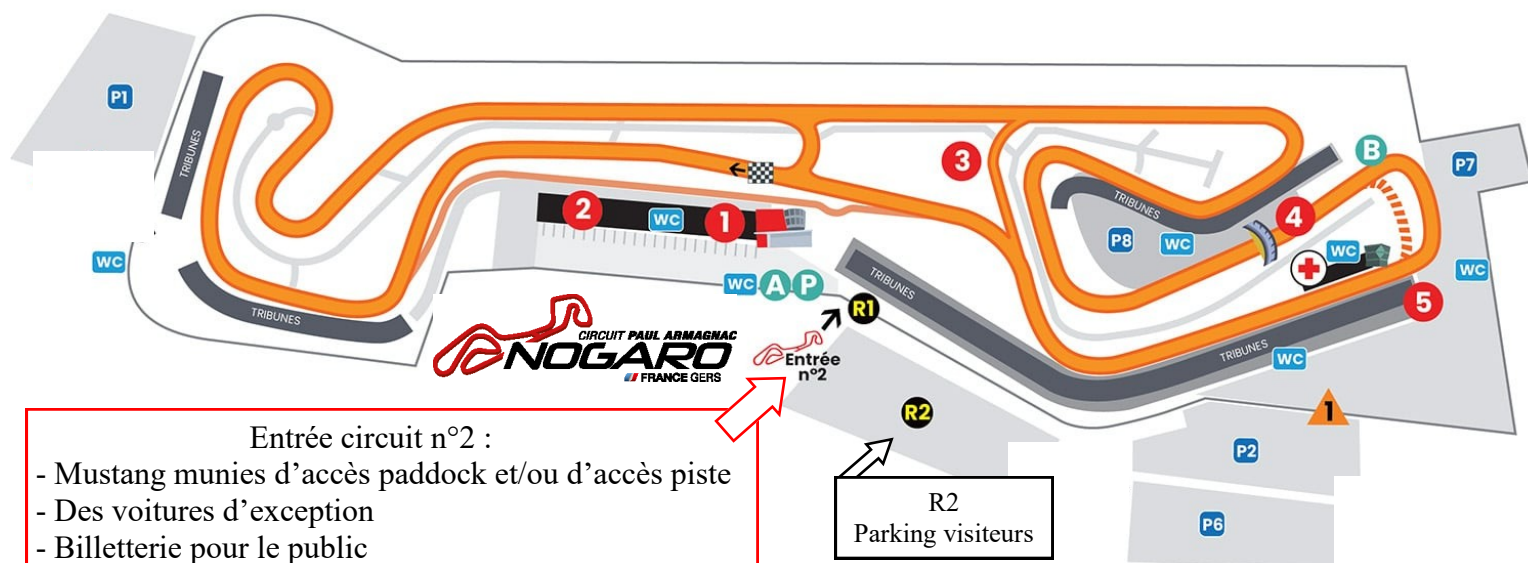 P1
TRIBUNES
WC
TRIBUNES
2
WC
1
3
B
P7
TRIBUNES
4
P8
WC
WC
WC
5
WC
A
P
TRIBUNES
R1
CIRCUIT PAUL ARMAGNAC
NOGARO
FRANCE GERS
Entrée
n°2
TRIBUNES
WC
R2
1
P2
P6
Entrée circuit n°2 :
- Mustang munies d'accès paddock et/ou d'accès piste
- Des voitures d'exception
- Billetterie pour le public
R2
Parking visiteurs